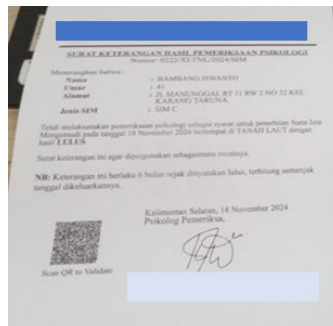 SURAT KETERANGAN HASIL PEMERIKSAAN PSIKOLOGI
Nomor: 0222/XI/TNL/2024/SIM
Menerangkan bahwa :
Nama : BAMBANG ISWANTO
Umur : 41
Alamat : JL MANUNGGAL RT 11 RW 2 NO 32 KEL
KARANG TARUNA
Jenis SIM : SIM C
Telah melaksanakan pemeriksaan psikologi sebagai syarat untuk penerbitan Surat Izin
Mengemudi pada tanggal 18 November 2024 bertempat di TANAH LAUT dengan
hasil LULUS
Surat keterangan ini agar dipergunakan sebagaimana mestinya.
NB: Keterangan ini berlaku 6 bulan sejak dinyatakan lulus, terhitung semenjak
tanggal dikeluarkannya.
Kalimantan Selatan, 18 November 2024
Psikolog Pemeriksa,
Scan QR to Validate